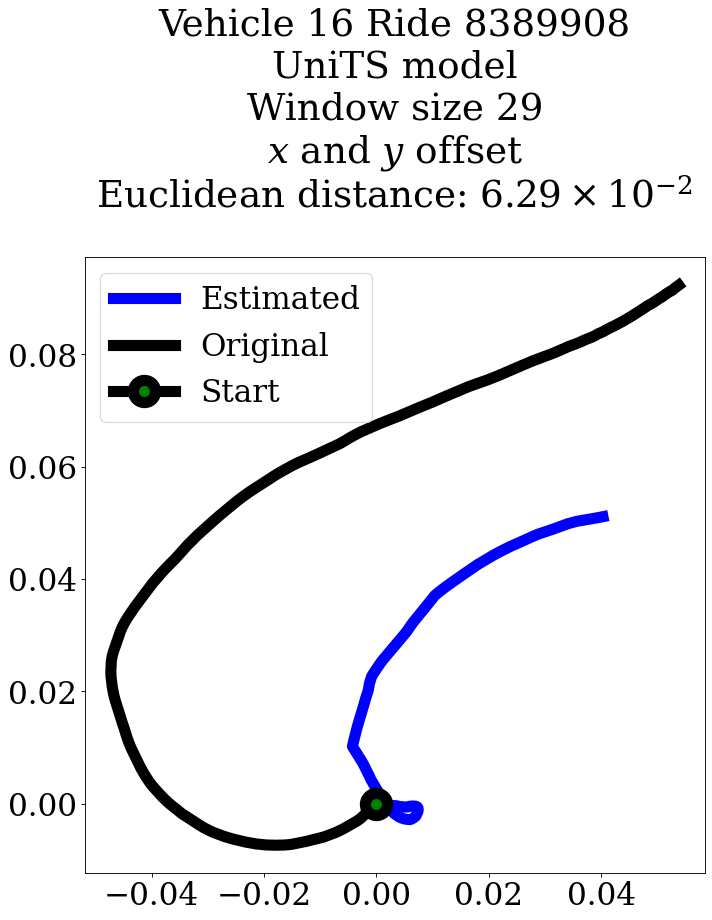 Vehicle 16 Ride 8389908
UniTS model
Window size 29
x and y offset
Euclidean distance: 6.29 × 10⁻²
Estimated
Original
Start
0.08
0.06
0.04
0.02
0.00
−0.04 −0.02 0.00 0.02 0.04